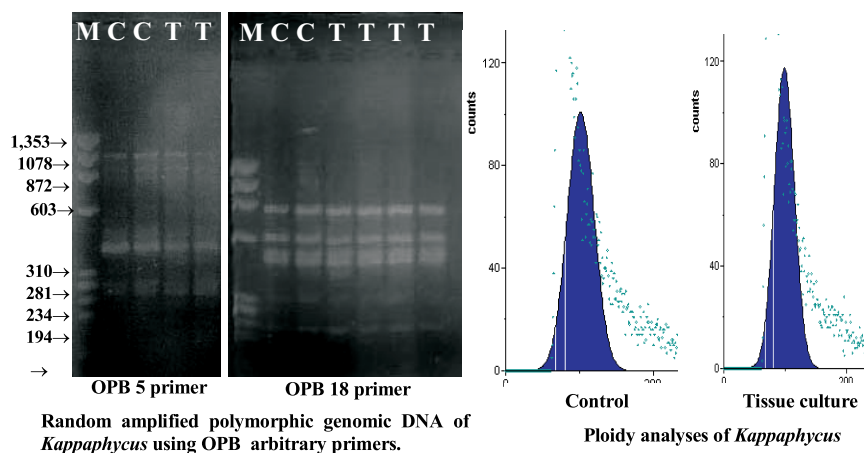 M C C T T
M C C T T T T
1,353→
1078→
872→
603→
310→
281→
234→
194→
→
OPB 5 primer
OPB 18 primer
Random amplified polymorphic genomic DNA of
Kappaphycus using OPB arbitrary primers.
120
counts
80
40
0
0
200
Control
120
counts
80
40
0
0
200
Tissue culture
Ploidy analyses of Kappaphycus